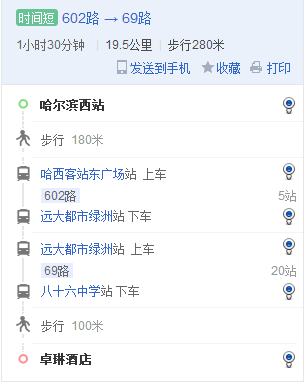 时间短 602路 → 69路
1小时30分钟 | 19.5公里 | 步行280米
发送到手机 收藏 打印
哈尔滨西站
步行 180米
哈西客站东广场站 上车
602路 5站
远大都市绿洲站 下车
远大都市绿洲站 上车
69路 20站
八十六中学站 下车
步行 100米
卓琳酒店